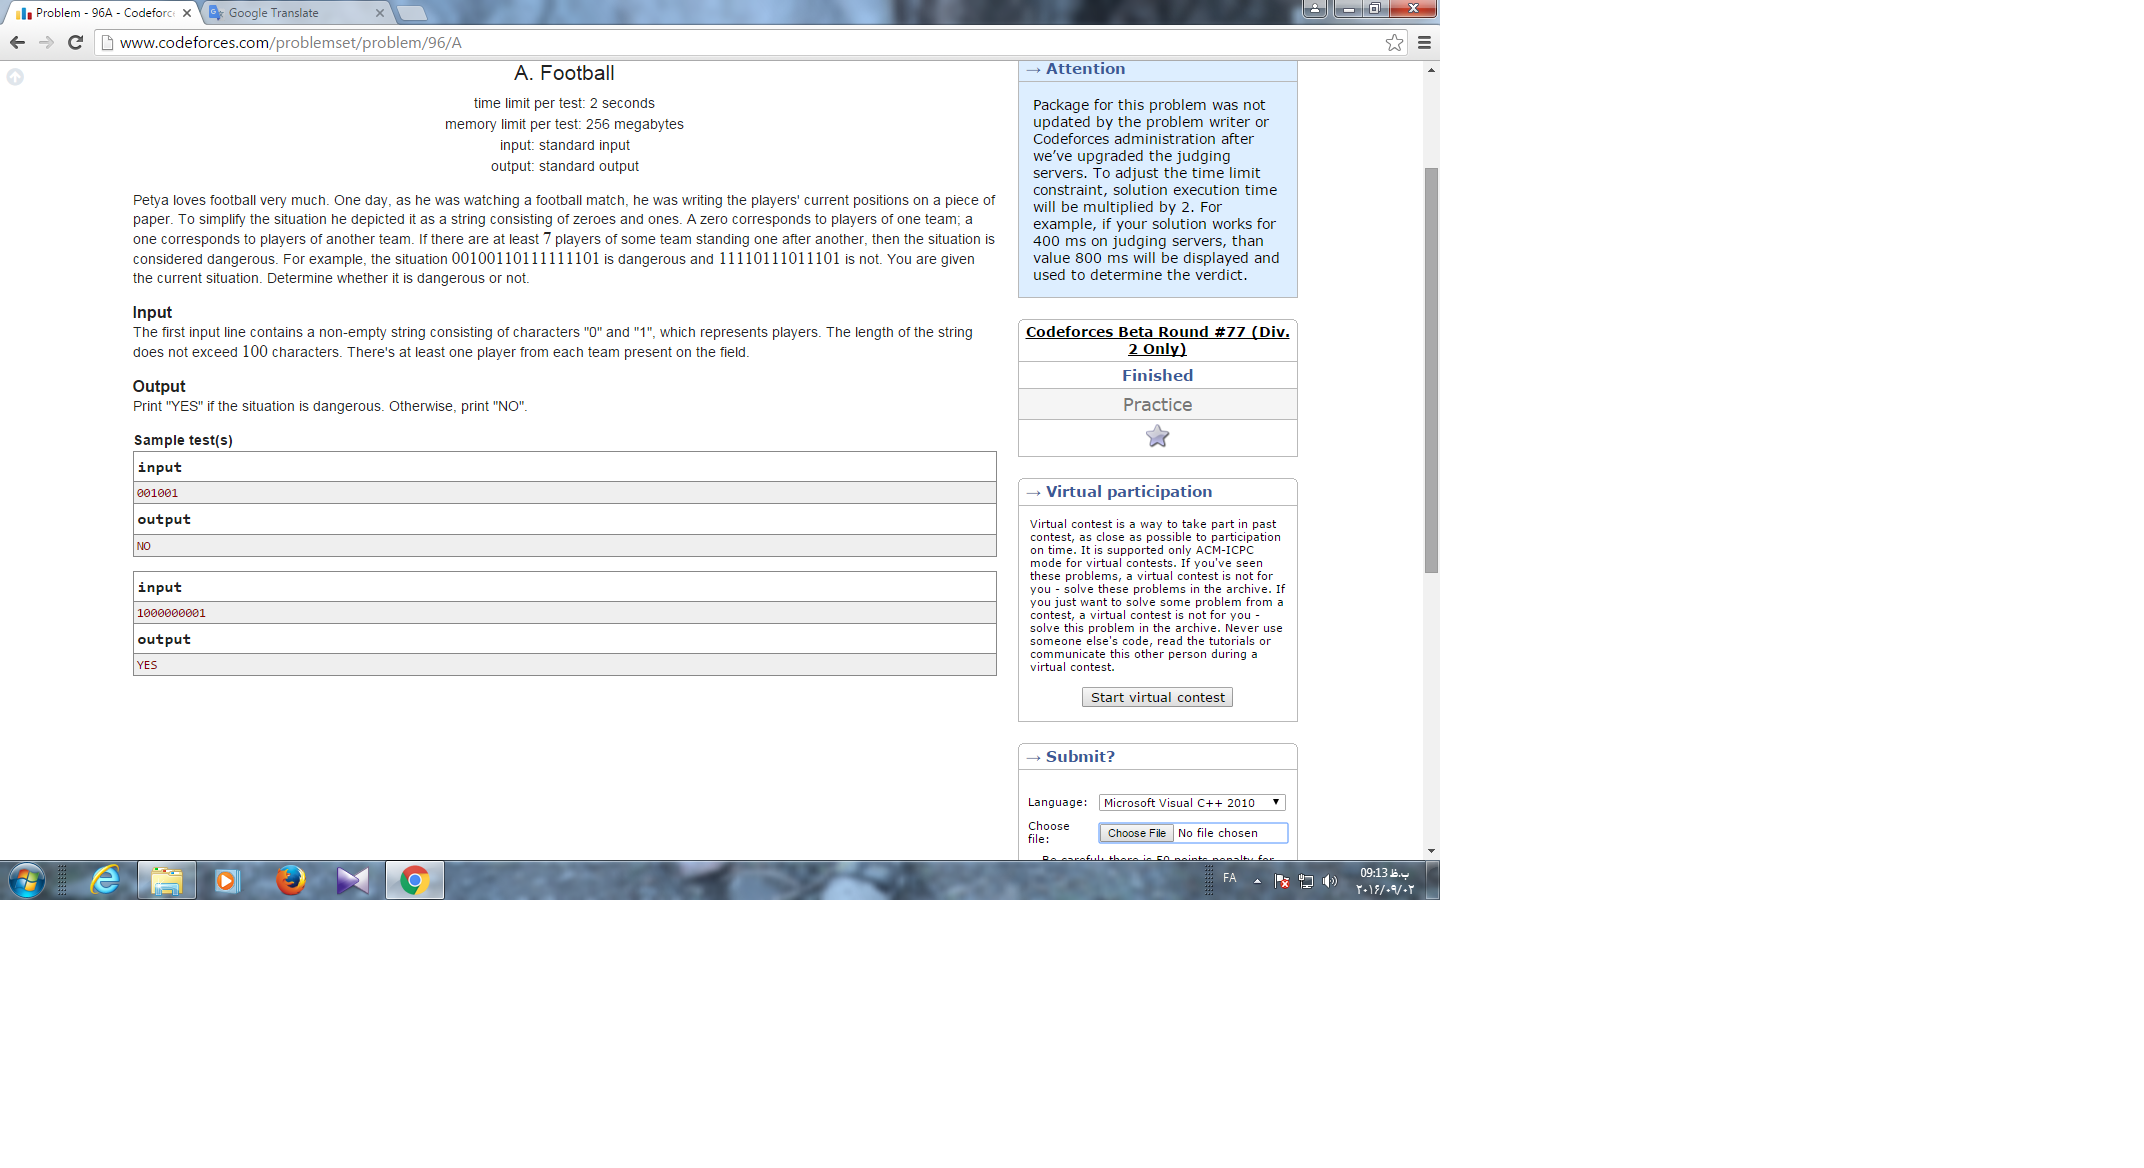 Problem - 96A - Codeforc
Google Translate
www.codeforces.com/problemset/problem/96/A
A. Football
time limit per test: 2 seconds
memory limit per test: 256 megabytes
input: standard input
output: standard output
Petya loves football very much. One day, as he was watching a football match, he was writing the players' current positions on a piece of
paper. To simplify the situation he depicted it as a string consisting of zeroes and ones. A zero corresponds to players of one team; a
one corresponds to players of another team. If there are at least 7 players of some team standing one after another, then the situation is
considered dangerous. For example, the situation 00100110111111101 is dangerous and 11110111011101 is not. You are given
the current situation. Determine whether it is dangerous or not.
Input
The first input line contains a non-empty string consisting of characters "0" and "1", which represents players. The length of the string
does not exceed 100 characters. There's at least one player from each team present on the field.
Output
Print "YES" if the situation is dangerous. Otherwise, print "NO".
Sample test(s)
input
001001
output
NO
input
1000000001
output
YES
→ Attention
Package for this problem was not
updated by the problem writer or
Codeforces administration after
we've upgraded the judging
servers. To adjust the time limit
constraint, solution execution time
will be multiplied by 2. For
example, if your solution works for
400 ms on judging servers, than
value 800 ms will be displayed and
used to determine the verdict.
Codeforces Beta Round #77 (Div.
2 Only)
Finished
Practice
→ Virtual participation
Virtual contest is a way to take part in past
contest, as close as possible to participation
on time. It is supported only ACM-ICPC
mode for virtual contests. If you've seen
these problems, a virtual contest is not for
you - solve these problems in the archive. If
you just want to solve some problem from a
contest, a virtual contest is not for you -
solve this problem in the archive. Never use
someone else's code, read the tutorials or
communicate this other person during a
virtual contest.
Start virtual contest
→ Submit?
Language: Microsoft Visual C++ 2010
Choose
file: Choose File No file chosen
Be careful: there is 50 points penalty for
FA
09:13 ب.ظ
۲۰۱۶/۰۹/۰۲